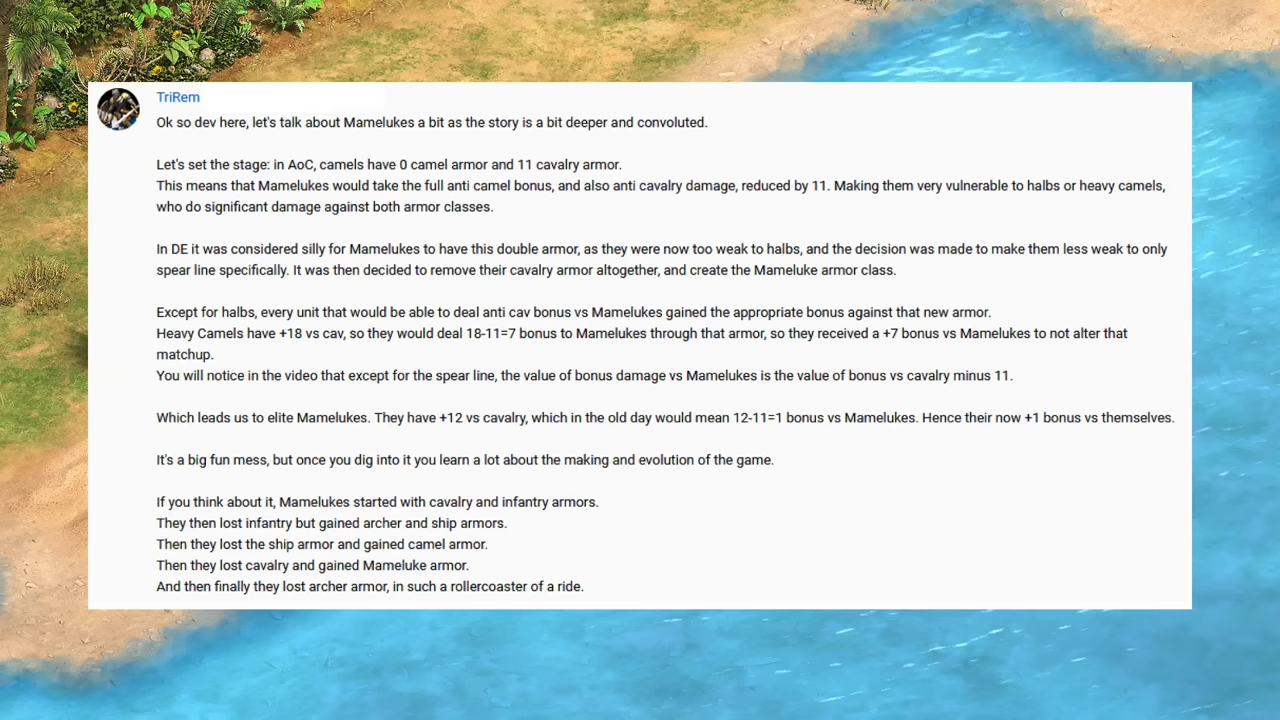 TriRem
Ok so dev here, let's talk about Mamelukes a bit as the story is a bit deeper and convoluted.
Let's set the stage: in AoC, camels have 0 camel armor and 11 cavalry armor.
This means that Mamelukes would take the full anti camel bonus, and also anti cavalry damage, reduced by 11. Making them very vulnerable to halbs or heavy camels,
who do significant damage against both armor classes.
In DE it was considered silly for Mamelukes to have this double armor, as they were now too weak to halbs, and the decision was made to make them less weak to only
spear line specifically. It was then decided to remove their cavalry armor altogether, and create the Mameluke armor class.
Except for halbs, every unit that would be able to deal anti cav bonus vs Mamelukes gained the appropriate bonus against that new armor.
Heavy Camels have +18 vs cav, so they would deal 18-11=7 bonus to Mamelukes through that armor, so they received a +7 bonus vs Mamelukes to not alter that
matchup.
You will notice in the video that except for the spear line, the value of bonus damage vs Mamelukes is the value of bonus vs cavalry minus 11.
Which leads us to elite Mamelukes. They have +12 vs cavalry, which in the old day would mean 12-11=1 bonus vs Mamelukes. Hence their now +1 bonus vs themselves.
It's a big fun mess, but once you dig into it you learn a lot about the making and evolution of the game.
If you think about it, Mamelukes started with cavalry and infantry armors.
They then lost infantry but gained archer and ship armors.
Then they lost the ship armor and gained camel armor.
Then they lost cavalry and gained Mameluke armor.
And then finally they lost archer armor, in such a rollercoaster of a ride.